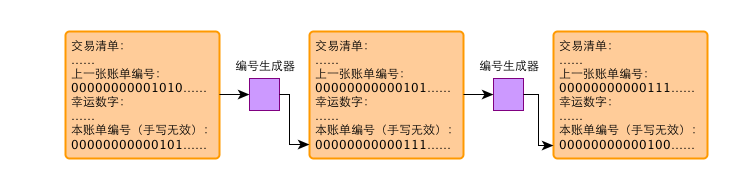 交易清单：
……
上一张账单编号：
00000000001010……
幸运数字：
……
本账单编号（手写无效）：
00000000000101……
编号生成器
交易清单：
……
上一张账单编号：
00000000000101……
幸运数字：
……
本账单编号（手写无效）：
00000000000111……
编号生成器
交易清单：
……
上一张账单编号：
00000000000111……
幸运数字：
……
本账单编号（手写无效）：
00000000000100……